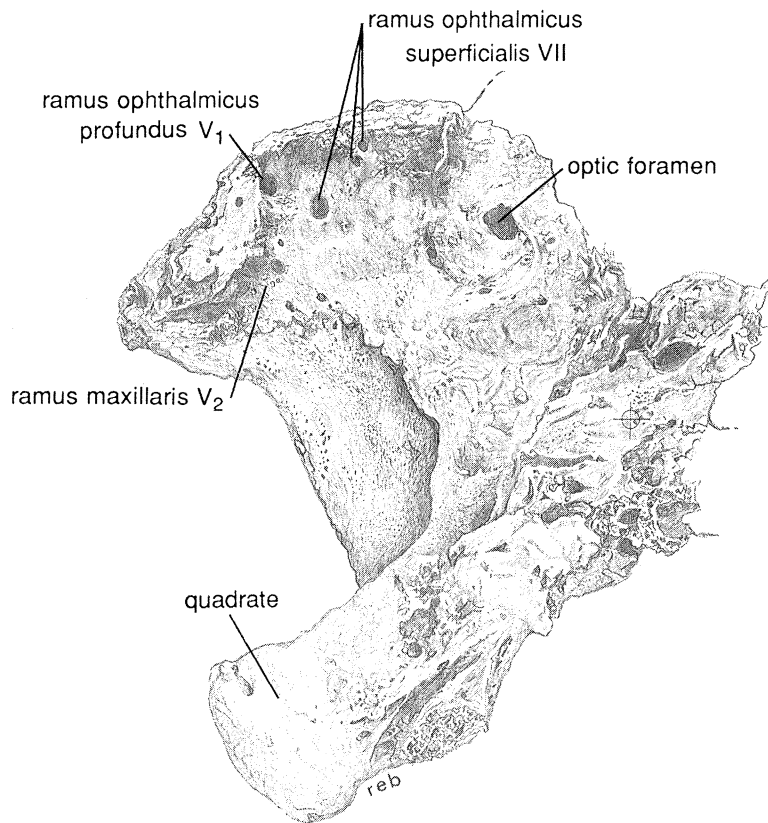 ramus ophthalmicus
superficialis VII
ramus ophthalmicus
profundus V₁
optic foramen
ramus maxillaris V₂
quadrate
reb